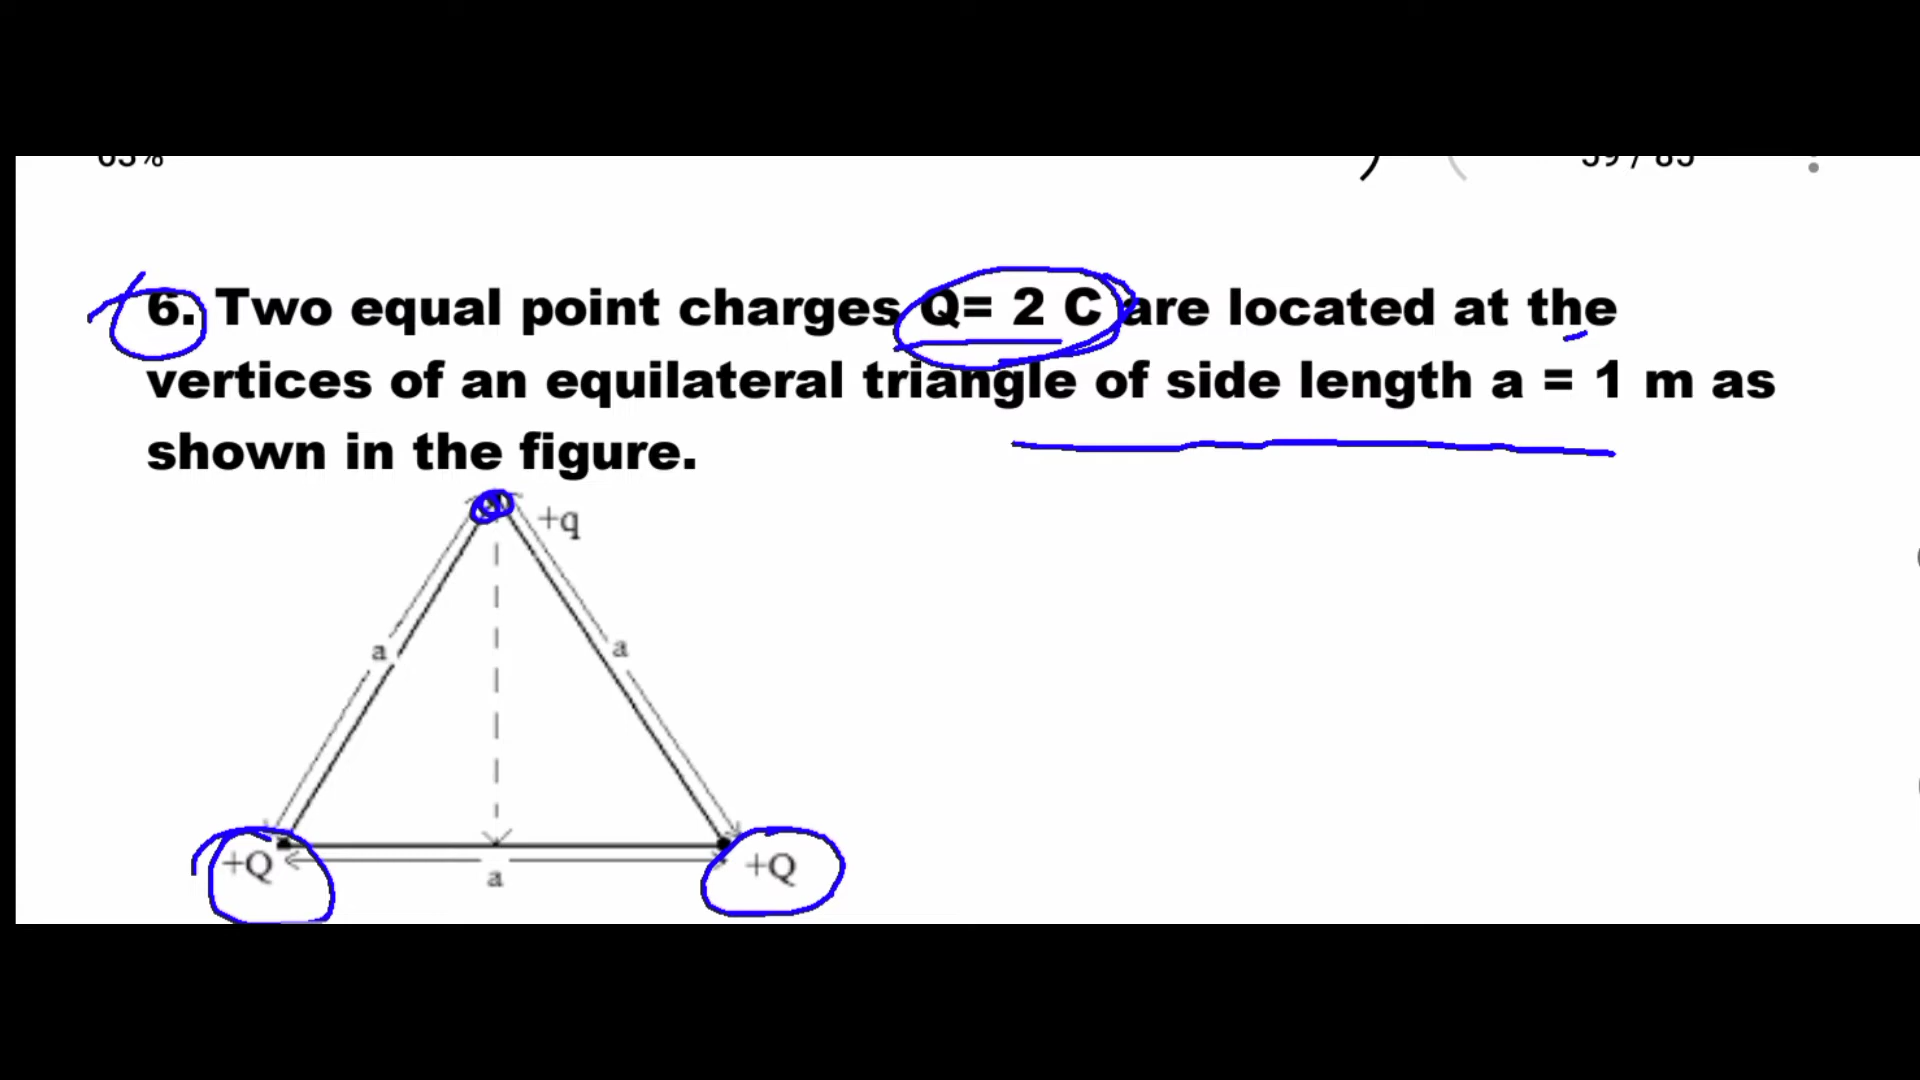 6. Two equal point charges Q= 2 C are located at the
vertices of an equilateral triangle of side length a = 1 m as
shown in the figure.
+q
a
a
+Q
a
+Q